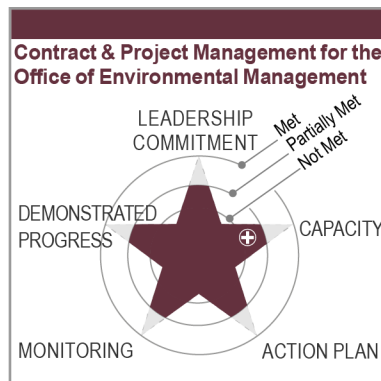 Contract & Project Management for the
Office of Environmental Management
LEADERSHIP
COMMITMENT
Met
Partially Met
Not Met
DEMONSTRATED
PROGRESS
CAPACITY
MONITORING
ACTION PLAN